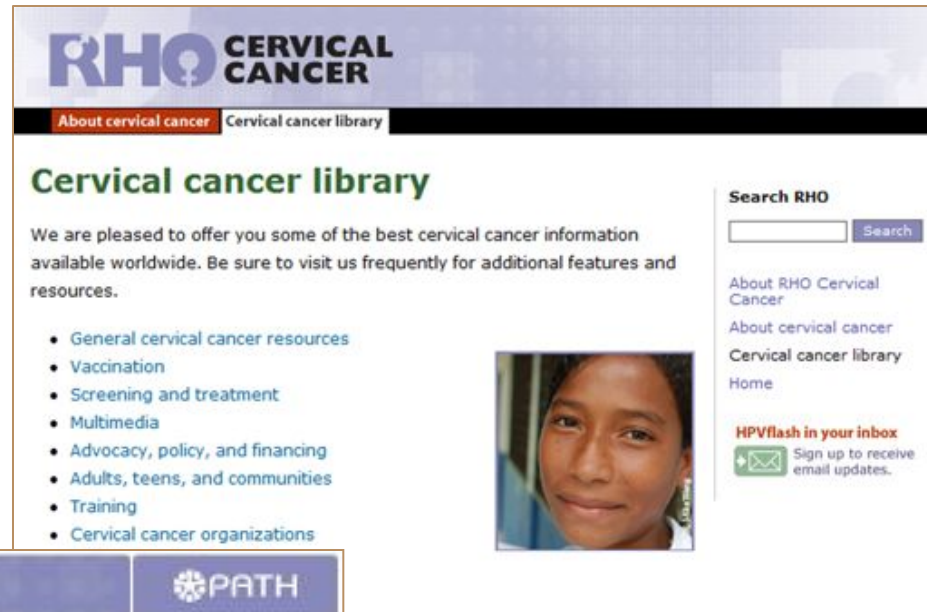 RHO CERVICAL
CANCER
About cervical cancer Cervical cancer library
Cervical cancer library
We are pleased to offer you some of the best cervical cancer information
available worldwide. Be sure to visit us frequently for additional features and
resources.
• General cervical cancer resources
• Vaccination
• Screening and treatment
• Multimedia
• Advocacy, policy, and financing
• Adults, teens, and communities
• Training
• Cervical cancer organizations
Search RHO
Search
About RHO Cervical
Cancer
About cervical cancer
Cervical cancer library
Home
HPVflash in your inbox
Sign up to receive
email updates.
PATH